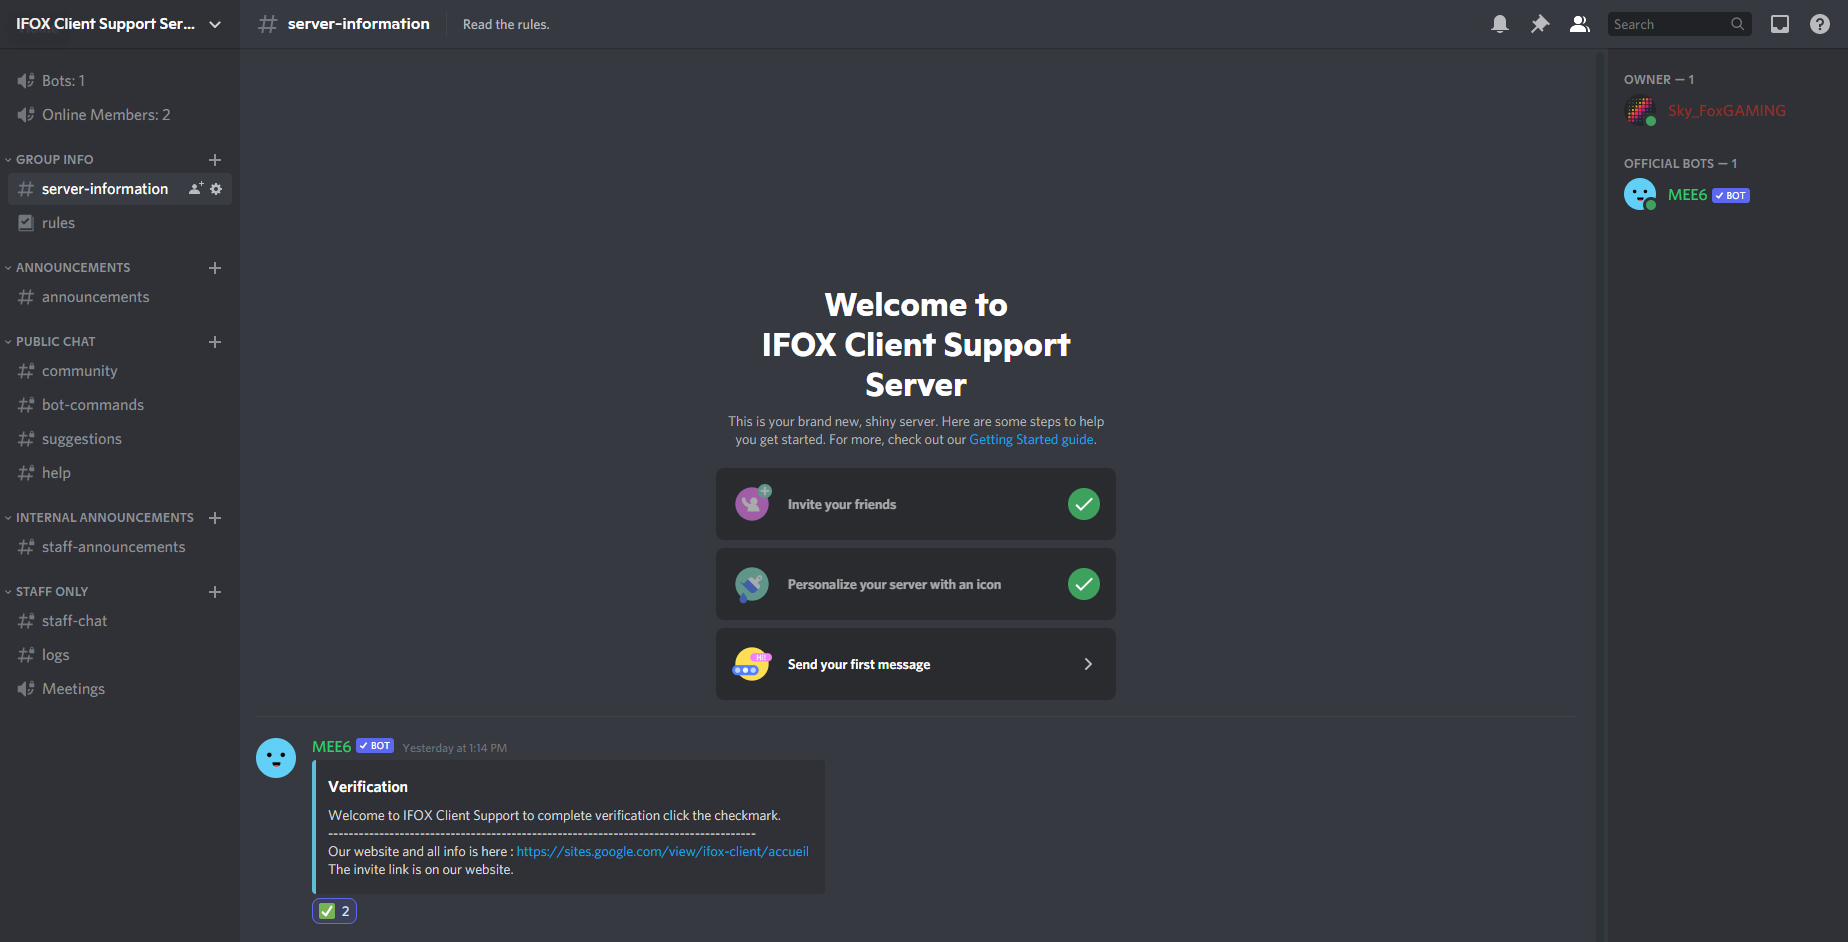 IFOX Client Support Ser...
Bots: 1
Online Members: 2
GROUP INFO
server-information
rules
ANNOUNCEMENTS
announcements
PUBLIC CHAT
community
bot-commands
suggestions
help
INTERNAL ANNOUNCEMENTS
staff-announcements
STAFF ONLY
staff-chat
logs
Meetings
server-information
Read the rules.
Search
Welcome to
IFOX Client Support
Server
This is your brand new, shiny server. Here are some steps to help
you get started. For more, check out our Getting Started guide.
Invite your friends
Personalize your server with an icon
HI!
Send your first message
MEE6 BOT Yesterday at 1:14 PM
Verification
Welcome to IFOX Client Support to complete verification click the checkmark.
-------------------------------------------------------------------------------------
Our website and all info is here : https://sites.google.com/view/ifox-client/accueil
The invite link is on our website.
2
OWNER — 1
Sky_FoxGAMING
OFFICIAL BOTS — 1
MEE6 BOT